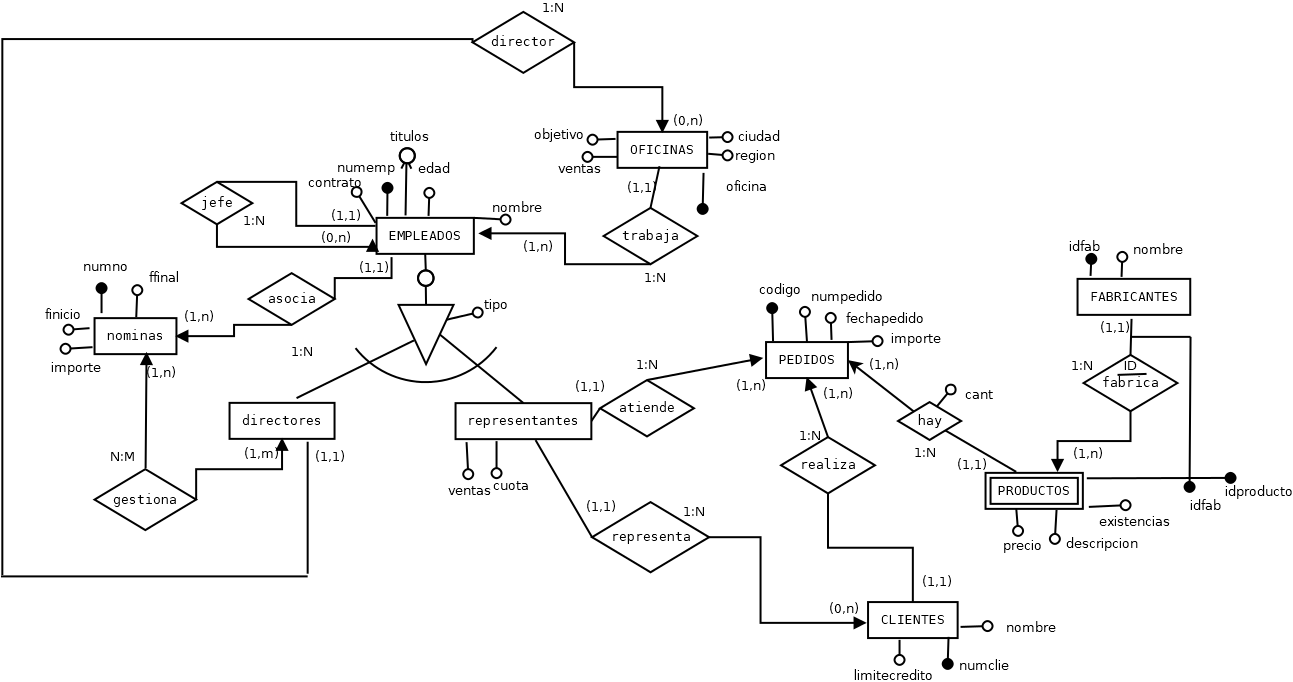 1:N
director
(0,n)
objetivo
OFICINAS
ciudad
region
ventas
oficina
(1,1)
trabaja
1:N
(1,n)
titulos
numemp
edad
contrato
nombre
EMPLEADOS
jefe
1:N
(1,1)
(0,n)
(1,1)
asocia
1:N
numno
ffinal
finicio
(1,n)
nominas
importe
(1,n)
tipo
directores
(1,m)
(1,1)
N:M
gestiona
representantes
ventas
cuota
(1,1)
1:N
atiende
(1,n)
codigo
numpedido
fechapedido
importe
PEDIDOS
(1,n)
(1,n)
cant
hay
1:N
(1,1)
1:N
realiza
(1,1)
(1,1)
1:N
representa
(0,n)
CLIENTES
nombre
numclie
limitecredito
idfab
nombre
FABRICANTES
(1,1)
1:N
ID
fabrica
(1,n)
PRODUCTOS
idproducto
idfab
existencias
precio
descripcion